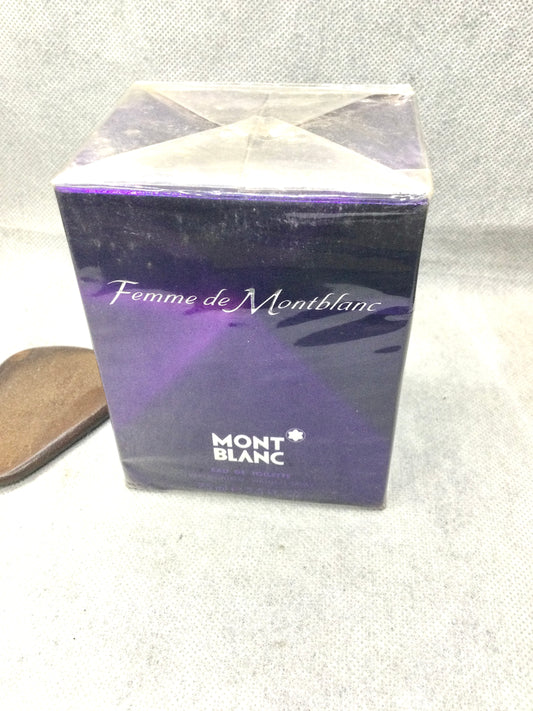 Femme de Montblanc
MONT
BLANC
EAU DE TOILETTE